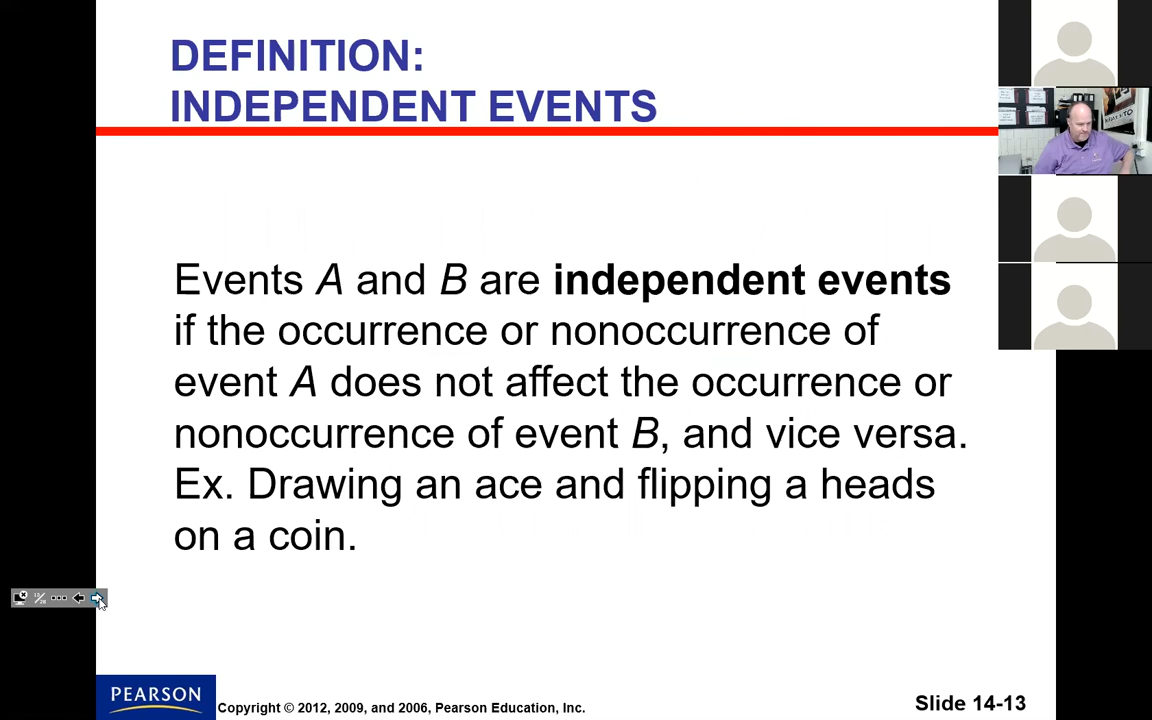 DEFINITION:
INDEPENDENT EVENTS
Events A and B are independent events
if the occurrence or nonoccurrence of
event A does not affect the occurrence or
nonoccurrence of event B, and vice versa.
Ex. Drawing an ace and flipping a heads
on a coin.
PEARSON
Copyright © 2012, 2009, and 2006, Pearson Education, Inc.
Slide 14-13